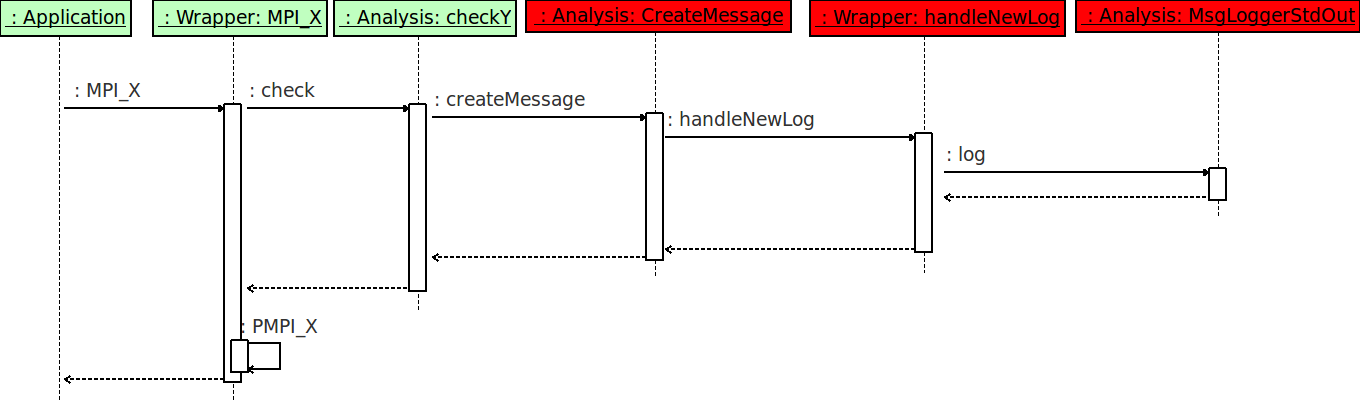 : Application
: Wrapper: MPI_X
: Analysis: checkY
: Analysis: CreateMessage
: Wrapper: handleNewLog
: Analysis: MsgLoggerStdOut
: MPI_X
: check
: createMessage
: handleNewLog
: log
: PMPI_X